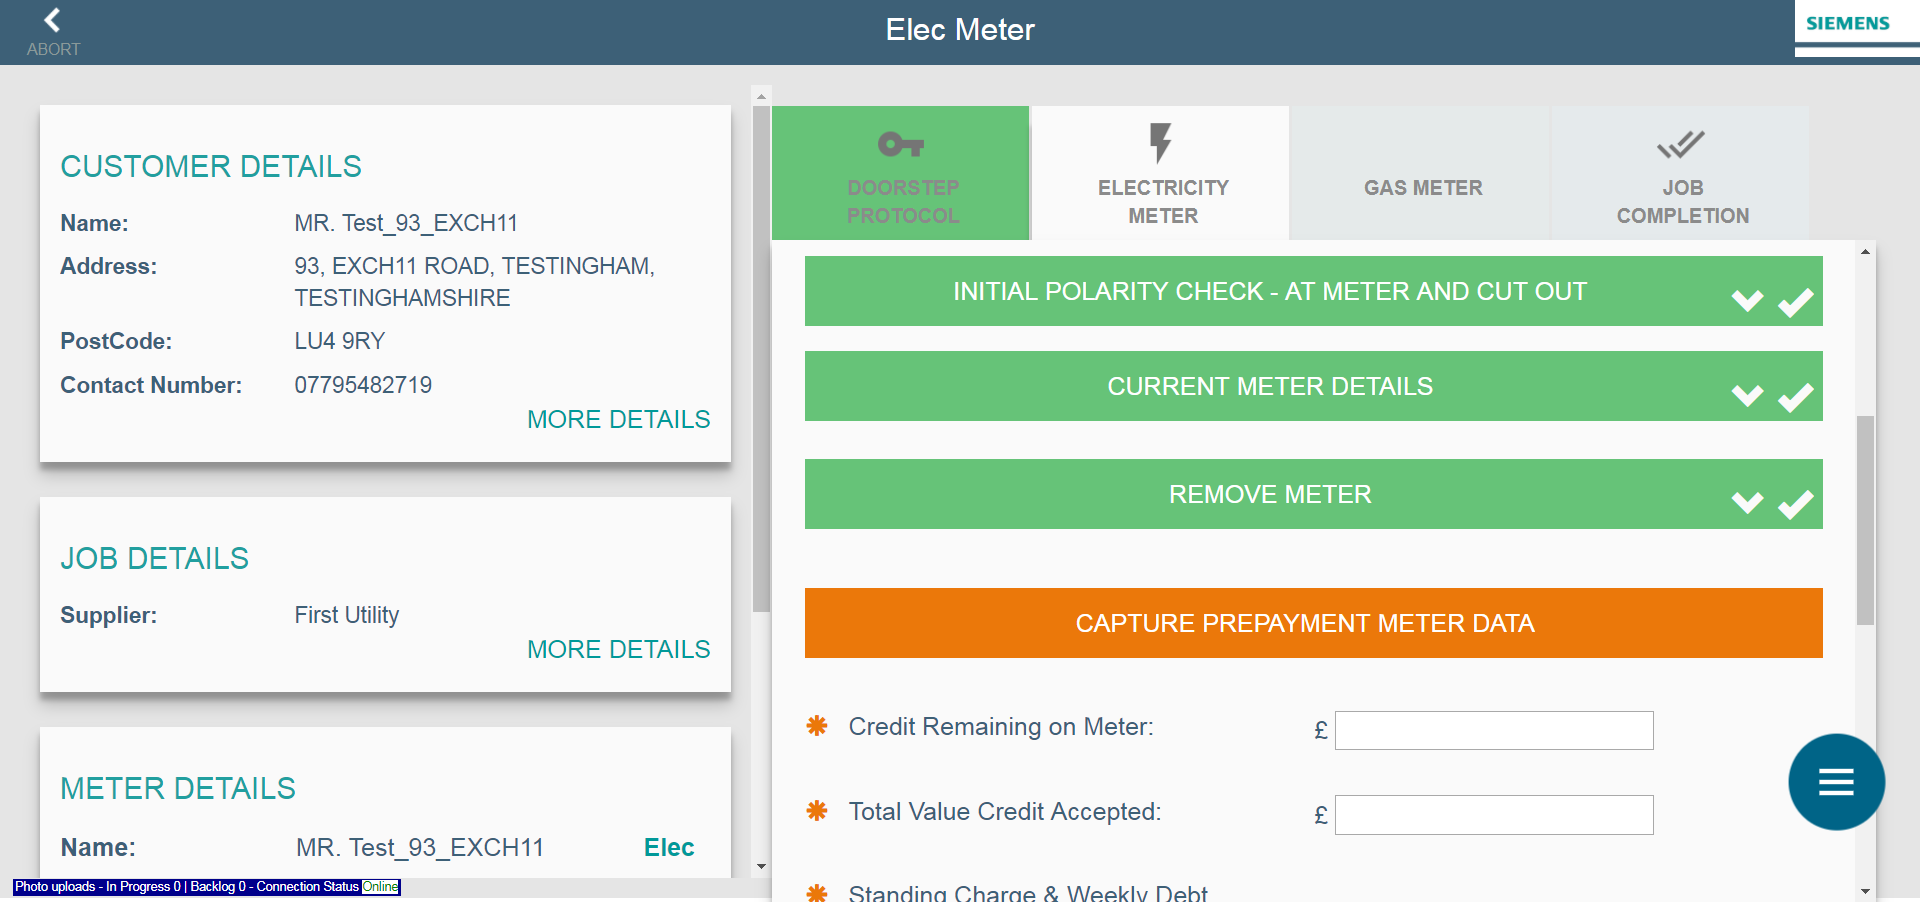 ABORT
Elec Meter
SIEMENS
CUSTOMER DETAILS
Name: MR. Test_93_EXCH11
Address: 93, EXCH11 ROAD, TESTINGHAM,
TESTINGHAMSHIRE
PostCode: LU4 9RY
Contact Number: 07795482719
MORE DETAILS
JOB DETAILS
Supplier: First Utility
MORE DETAILS
METER DETAILS
Name: MR. Test_93_EXCH11 Elec
Photo uploads - In Progress 0 | Backlog 0 - Connection Status Online
DOORSTEP
PROTOCOL
ELECTRICITY
METER
GAS METER
JOB
COMPLETION
INITIAL POLARITY CHECK - AT METER AND CUT OUT
CURRENT METER DETAILS
REMOVE METER
CAPTURE PREPAYMENT METER DATA
✱ Credit Remaining on Meter: £
✱ Total Value Credit Accepted: £
✱ Standing Charge & Weekly Debt